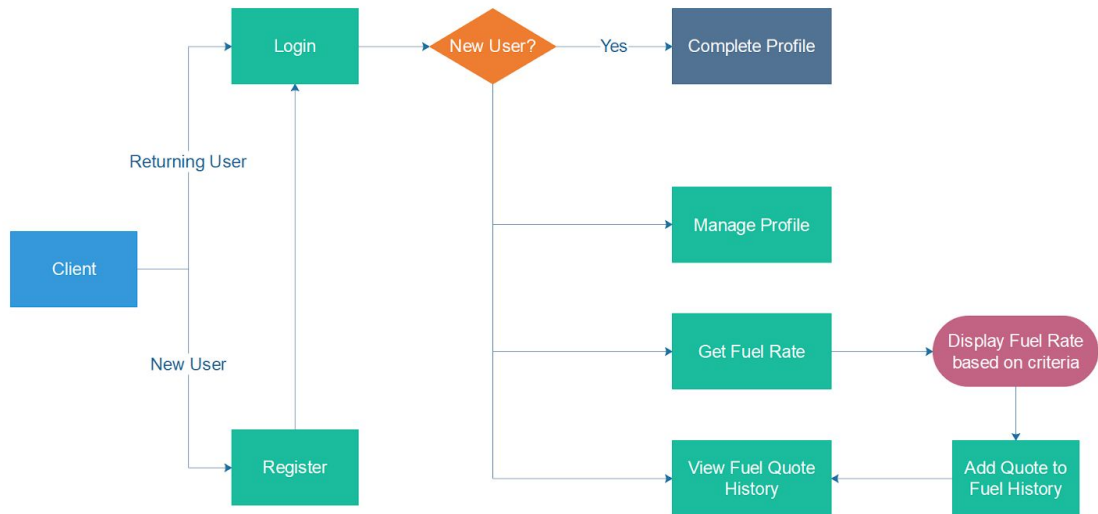 Login
New User?
Yes
Complete Profile
Returning User
Manage Profile
Client
Get Fuel Rate
Display Fuel Rate
based on criteria
New User
Register
View Fuel Quote
History
Add Quote to
Fuel History